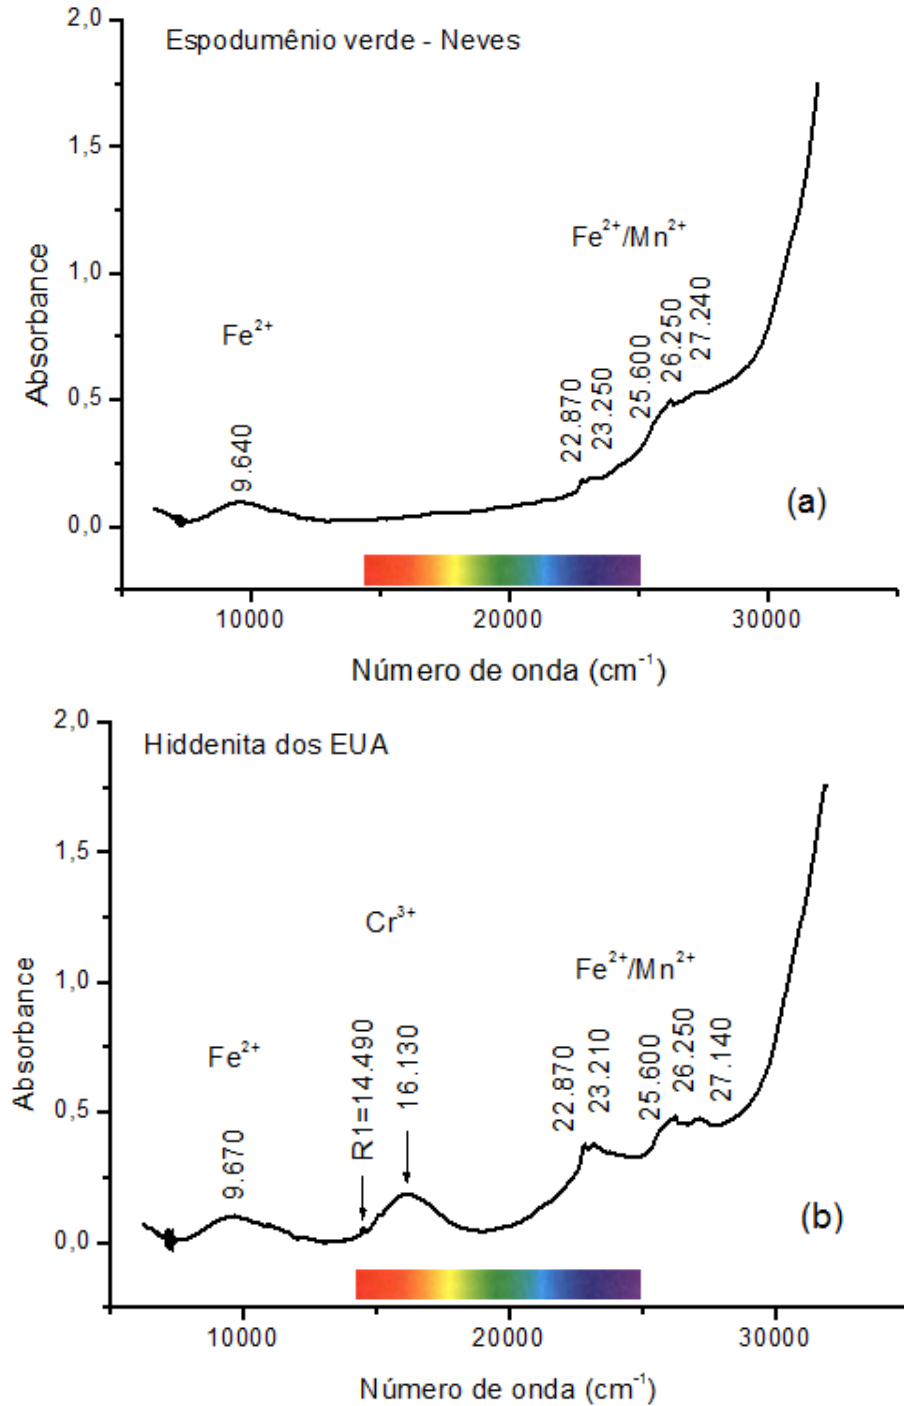 2,0
Espodumênio verde - Neves
1,5
Fe2+/Mn2+
1,0
Fe2+
Absorbance
0,5
9.640
22.870
23.250
25.600
26.250
27.240
(a)
0,0
10000 20000 30000
Número de onda (cm-1)
2,0
Hiddenita dos EUA
1,5
Cr3+
Fe2+/Mn2+
1,0
Fe2+
Absorbance
0,5
9.670
R1=14.490
16.130
22.870
23.210
25.600
26.250
27.140
(b)
0,0
10000 20000 30000
Número de onda (cm-1)